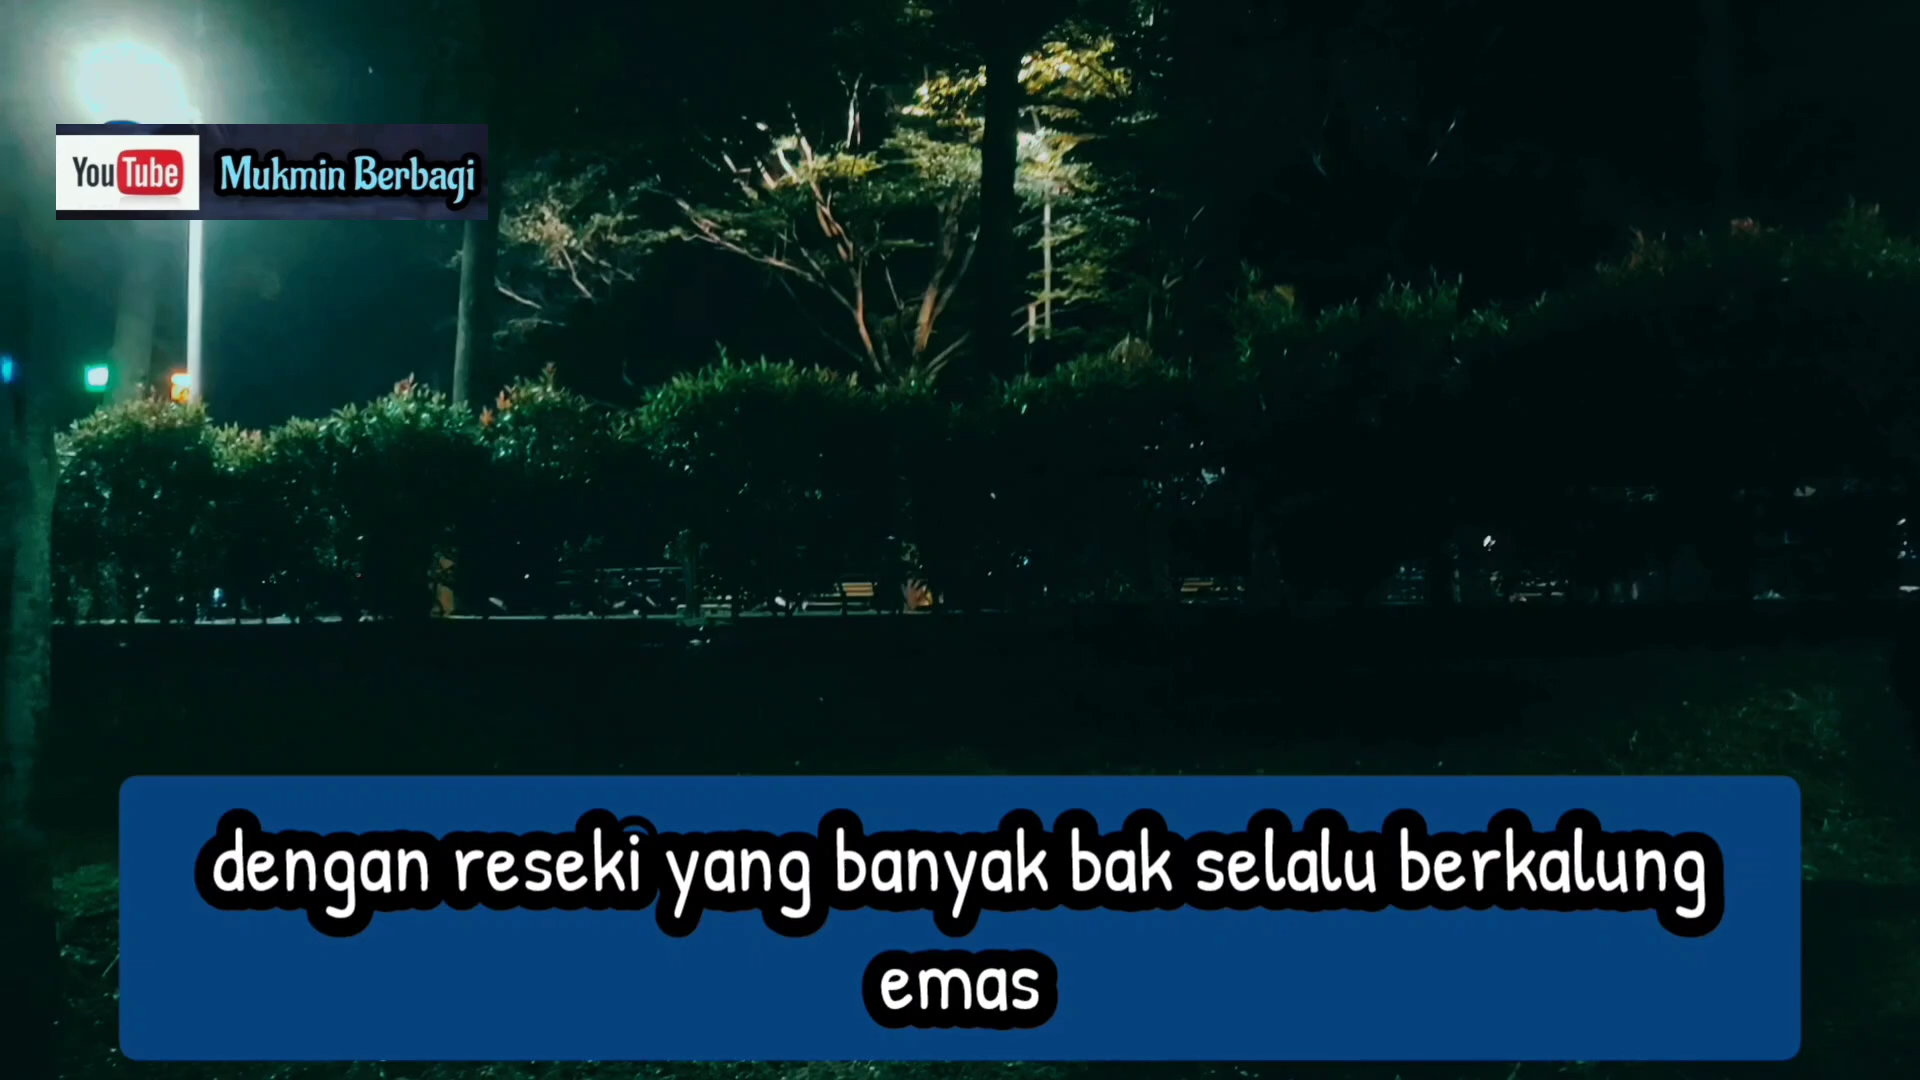 YouTube Mukmin Berbagi
dengan reseki yang banyak bak selalu berkalung
emas